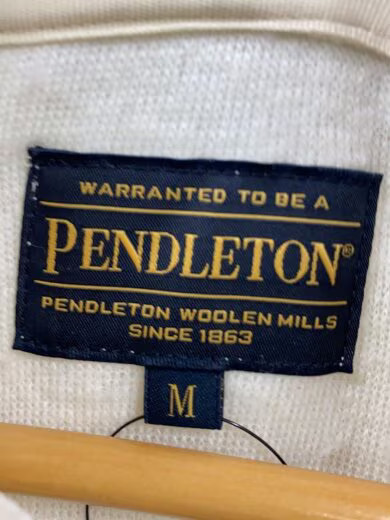 WARRANTED TO BE A
PENDLETON®
PENDLETON WOOLEN MILLS
SINCE 1863
M